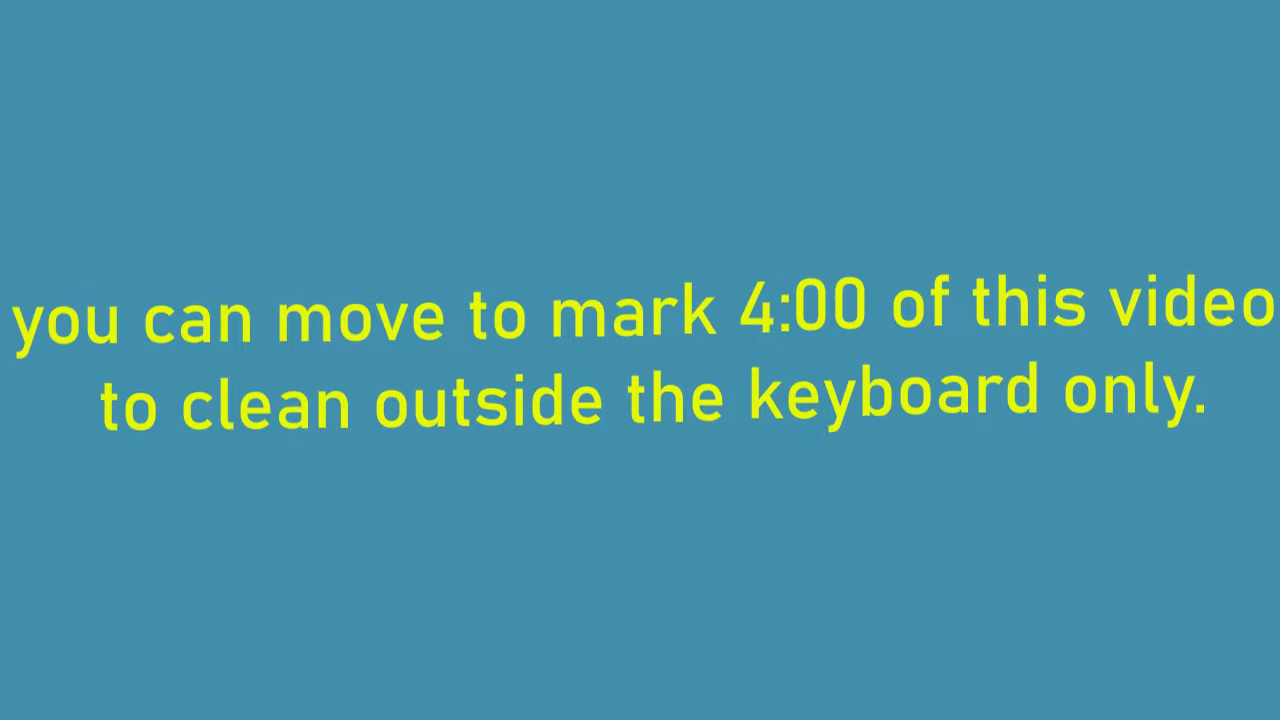 you can move to mark 4:00 of this video
to clean outside the keyboard only.